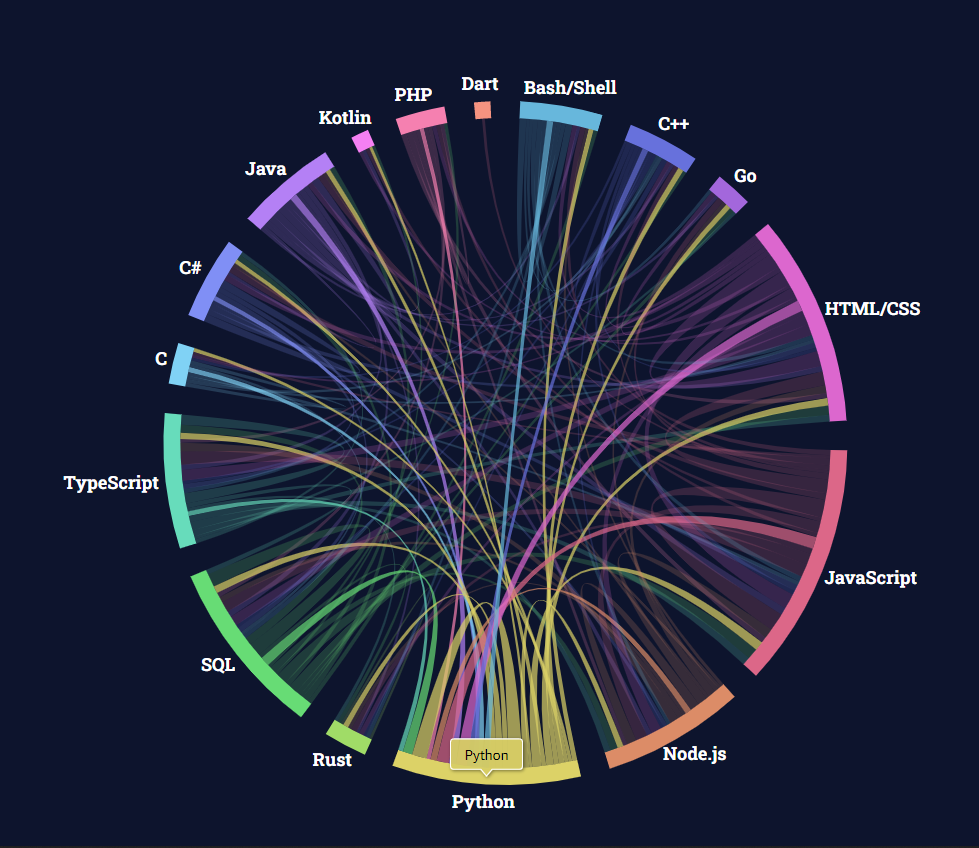 Dart
Bash/Shell
PHP
Kotlin
C++
Java
Go
C#
HTML/CSS
C
TypeScript
JavaScript
SQL
Node.js
Rust
Python
Python